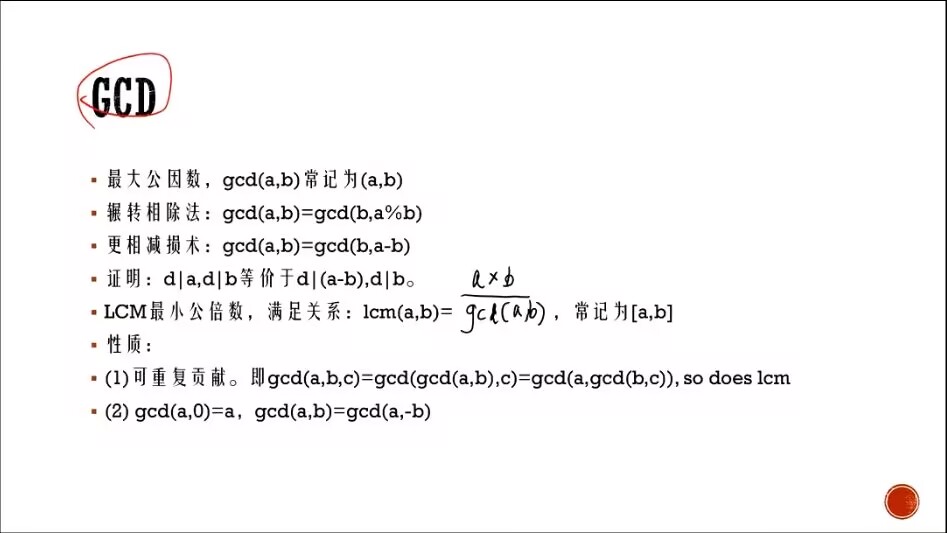 GCD
▪ 最大公因数，gcd(a,b)常记为(a,b)
▪ 辗转相除法：gcd(a,b)=gcd(b,a%b)
▪ 更相减损术：gcd(a,b)=gcd(b,a-b)
▪ 证明：d|a,d|b等价于d|(a-b),d|b。
a×b
▪ LCM最小公倍数，满足关系：lcm(a,b)= gcd(a,b)，常记为[a,b]
▪ 性质：
▪ (1)可重复贡献。即gcd(a,b,c)=gcd(gcd(a,b),c)=gcd(a,gcd(b,c)), so does lcm
▪ (2) gcd(a,0)=a，gcd(a,b)=gcd(a,-b)